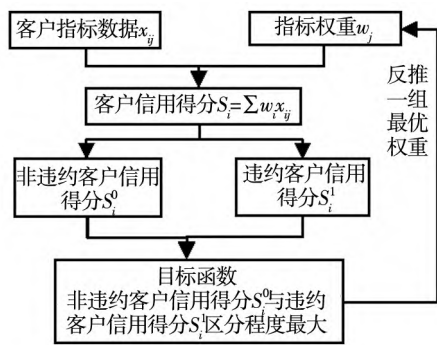 客户指标数据x_{ij}
指标权重w_j
反推
一组
最优
权重
客户信用得分S_i=∑w_ix_{ij}
非违约客户信用
得分S_i^0
违约客户信用
得分S_i^1
目标函数
非违约客户信用得分S_i^0与违约
客户信用得分S_i^1区分程度最大